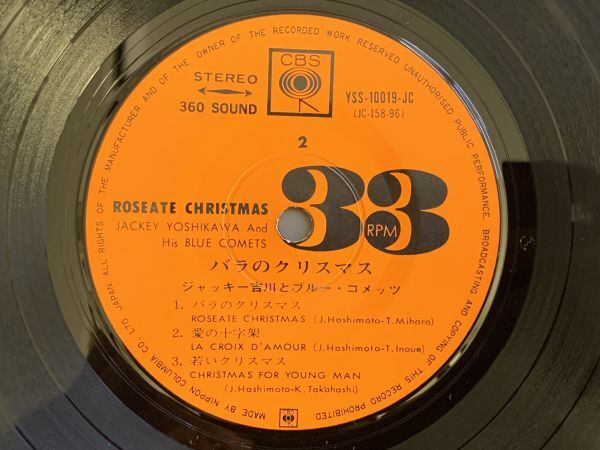 CBS
STEREO
360 SOUND
YSS-10019-JC
(JC-158-96)
2
33
RPM
ROSEATE CHRISTMAS
JACKEY YOSHIKAWA And
His BLUE COMETS
バラのクリスマス
ジャッキー吉川とブルー・コメッツ
1. バラのクリスマス
ROSEATE CHRISTMAS (J.Hashimoto-T.Mihara)
2. 愛の十字架
LA CROIX D'AMOUR (J.Hashimoto-T.Inoue)
3. 若いクリスマス
CHRISTMAS FOR YOUNG MAN
(J.Hashimoto-K.Takahashi)
MADE BY NIPPON COLUMBIA CO., LTD. JAPAN ALL RIGHTS OF THE MANUFACTURER AND OF THE OWNER OF THE RECORDED WORK RESERVED UNAUTHORISED PUBLIC PERFORMANCE, BROADCASTING AND COPYING OF THIS RECORD PROHIBITED.